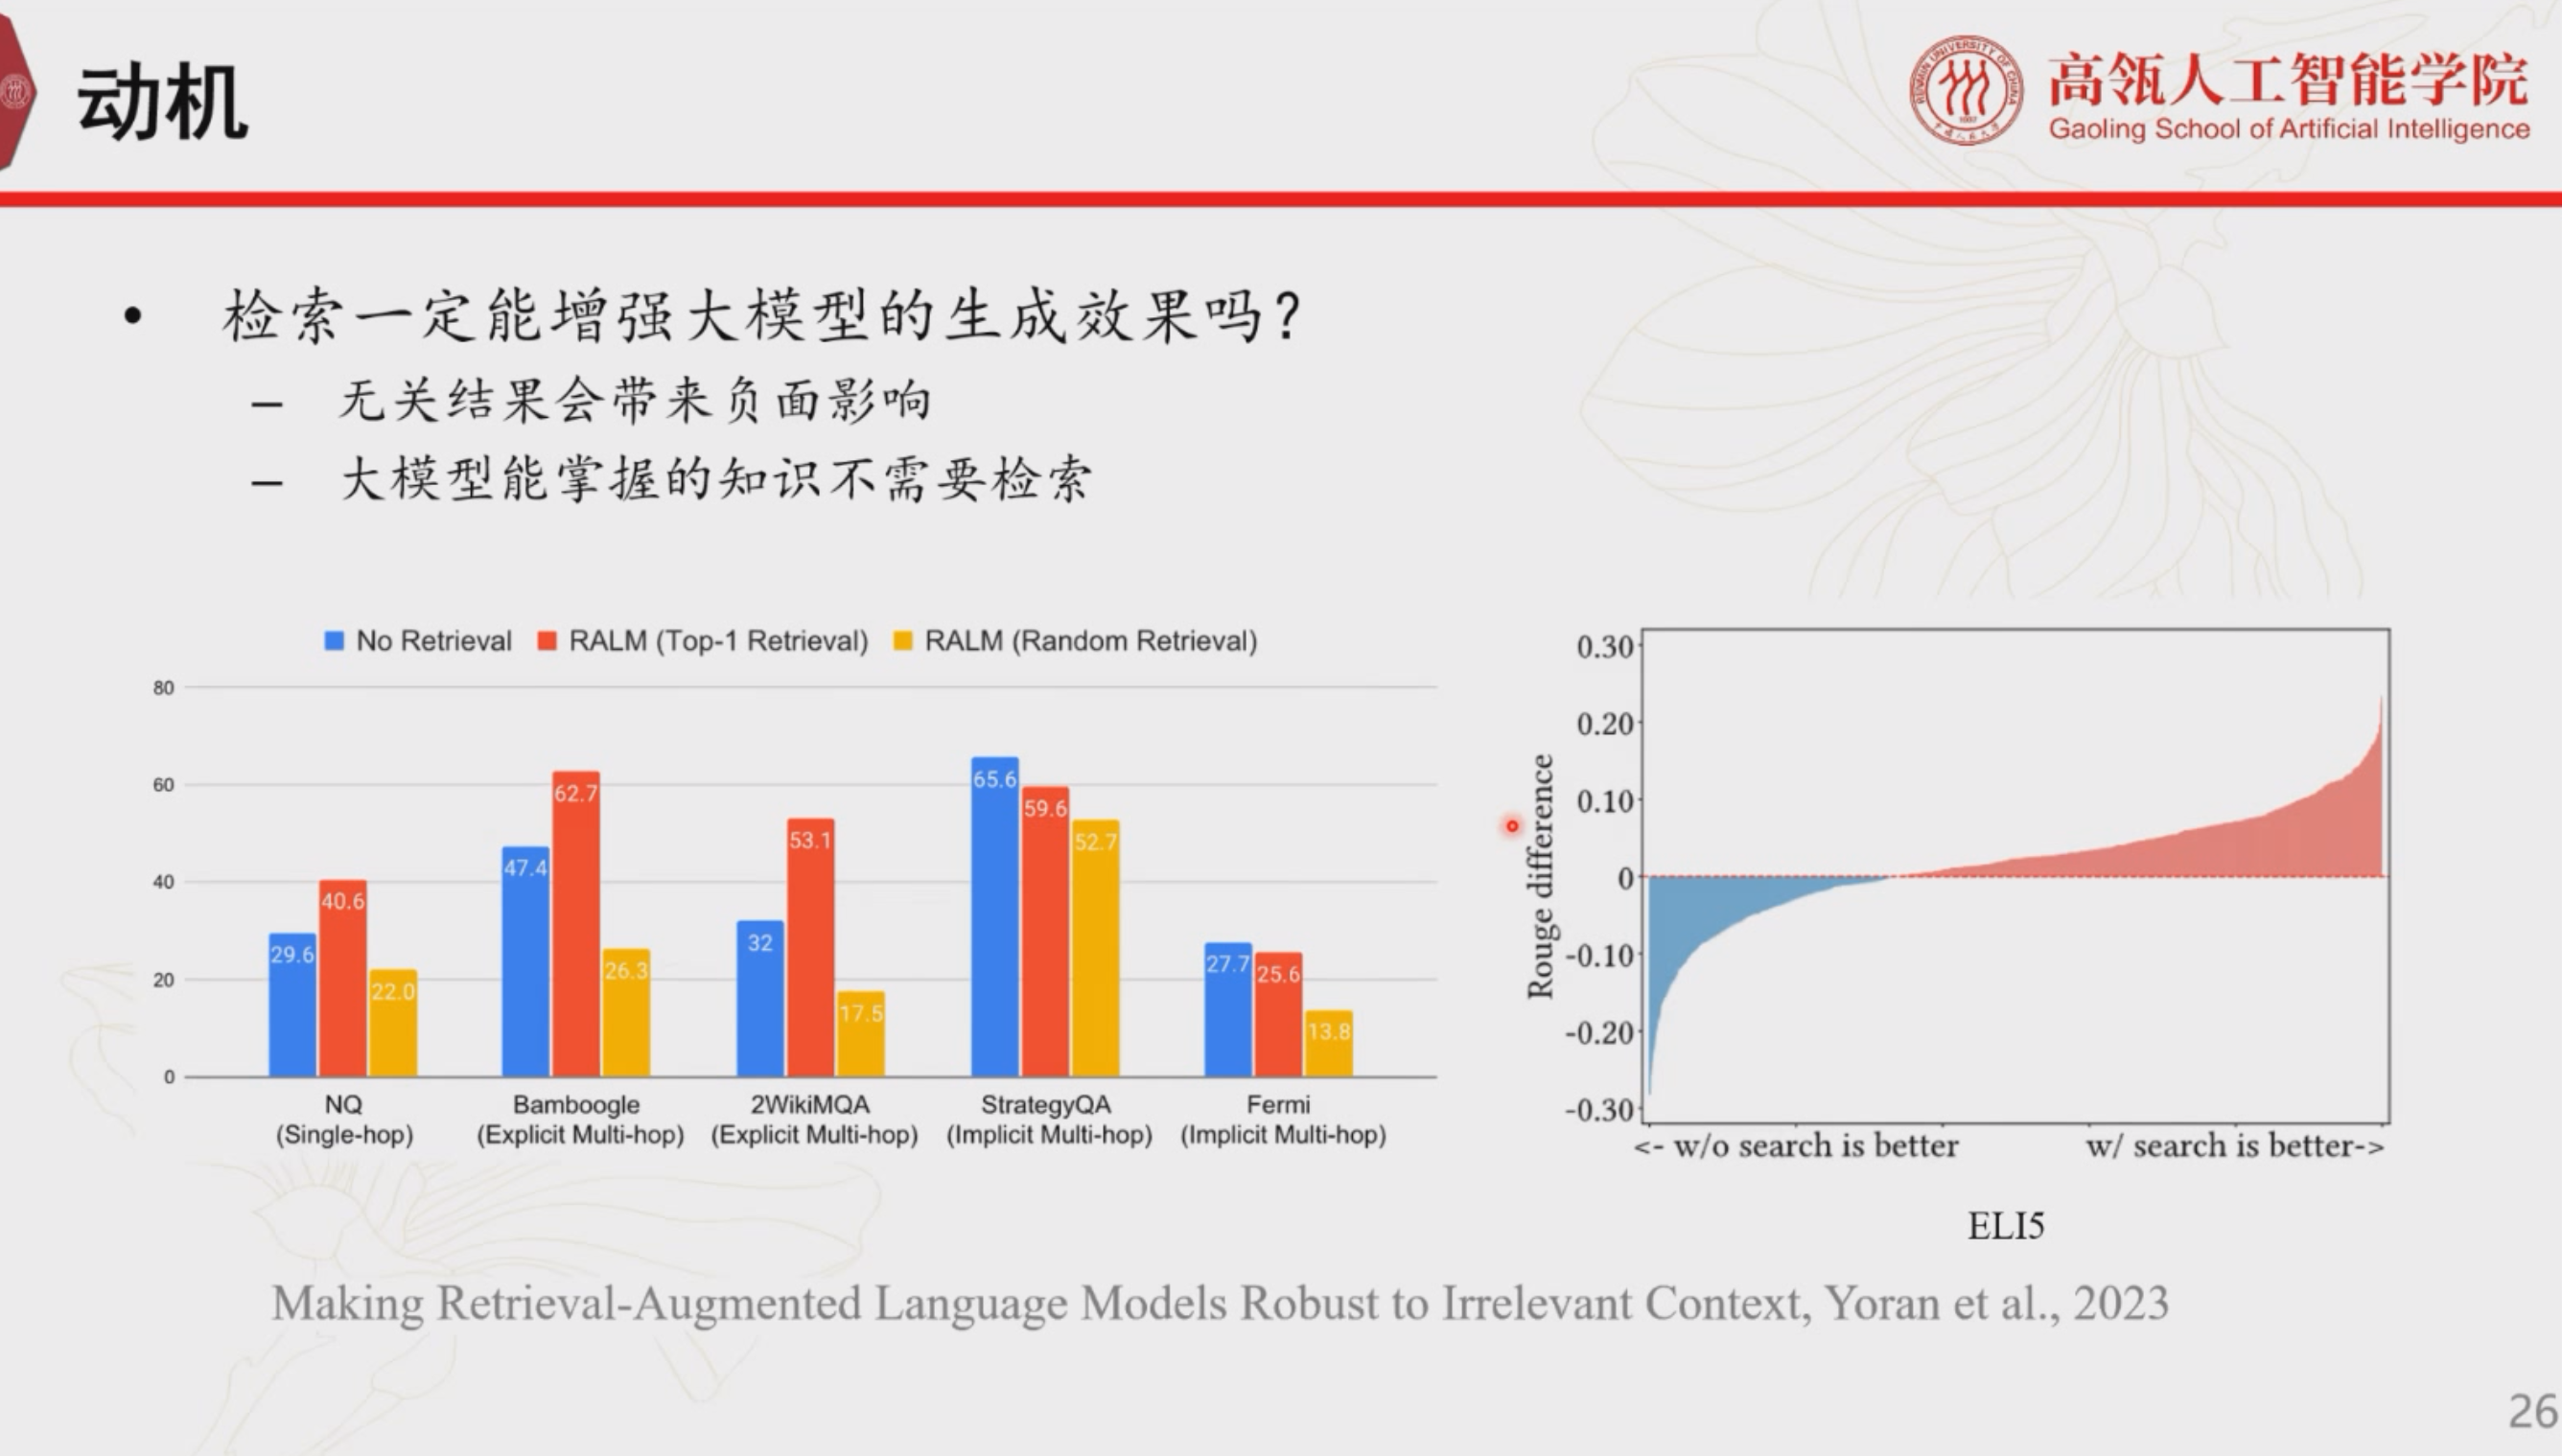 动机
高瓴人工智能学院
Gaoling School of Artificial Intelligence
RENMIN UNIVERSITY OF CHINA
1937
• 检索一定能增强大模型的生成效果吗?
– 无关结果会带来负面影响
– 大模型能掌握的知识不需要检索
No Retrieval RALM (Top-1 Retrieval) RALM (Random Retrieval)
80
60
40
20
0
29.6 40.6 22.0
47.4 62.7 26.3
32 53.1 17.5
65.6 59.6 52.7
27.7 25.6 13.8
NQ Bamboogle 2WikiMQA StrategyQA Fermi
(Single-hop) (Explicit Multi-hop) (Explicit Multi-hop) (Implicit Multi-hop) (Implicit Multi-hop)
Rouge difference
0.30
0.20
0.10
0
-0.10
-0.20
-0.30
<- w/o search is better w/ search is better->
ELI5
Making Retrieval-Augmented Language Models Robust to Irrelevant Context, Yoran et al., 2023
26